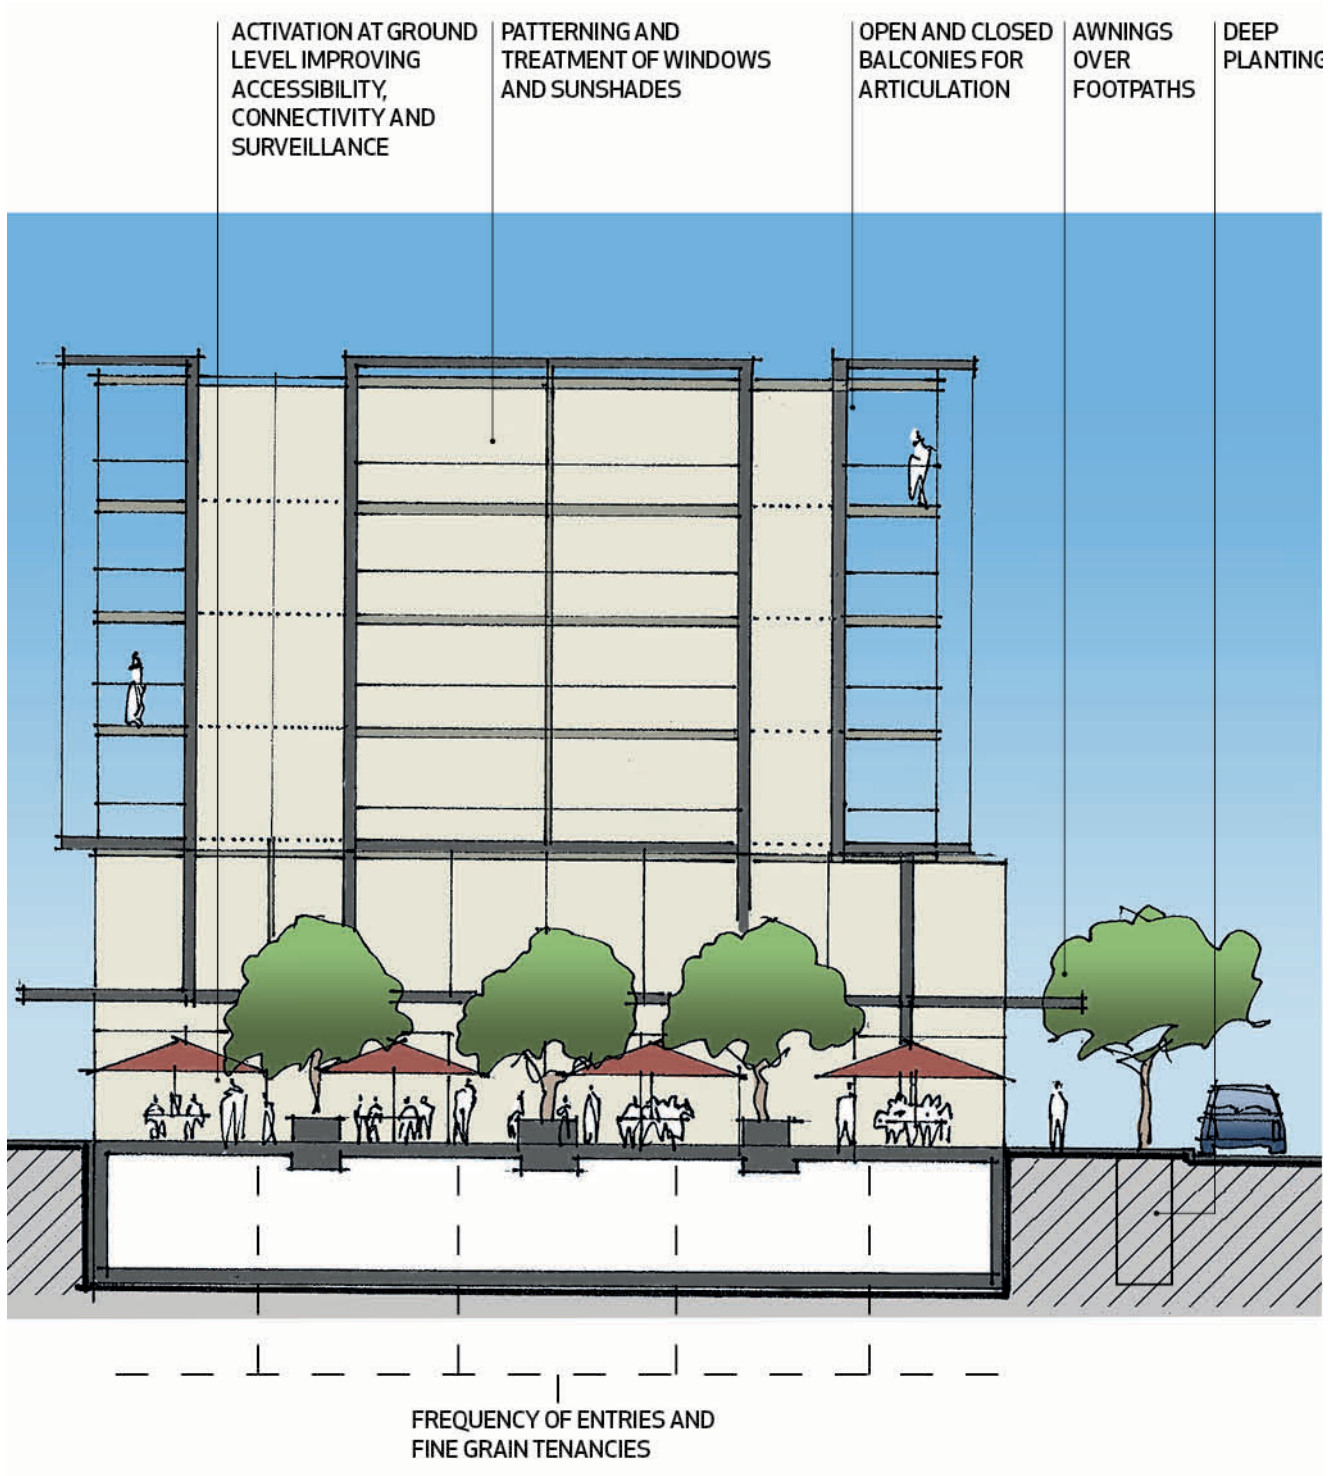 ACTIVATION AT GROUND
LEVEL IMPROVING
ACCESSIBILITY,
CONNECTIVITY AND
SURVEILLANCE
PATTERNING AND
TREATMENT OF WINDOWS
AND SUNSHADES
OPEN AND CLOSED
BALCONIES FOR
ARTICULATION
AWNINGS
OVER
FOOTPATHS
DEEP
PLANTING
FREQUENCY OF ENTRIES AND
FINE GRAIN TENANCIES